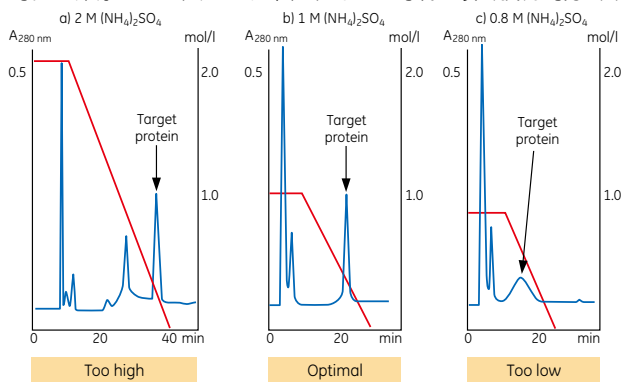 a) 2 M (NH₄)₂SO₄
A₂₈₀ ₙₘ mol/l
0.5 2.0
Target
protein
1.0
0 20 40 min
Too high
b) 1 M (NH₄)₂SO₄
A₂₈₀ ₙₘ mol/l
0.5 2.0
Target
protein
1.0
0 20 min
Optimal
c) 0.8 M (NH₄)₂SO₄
A₂₈₀ ₙₘ mol/l
0.5 2.0
Target
protein
1.0
0 20 min
Too low